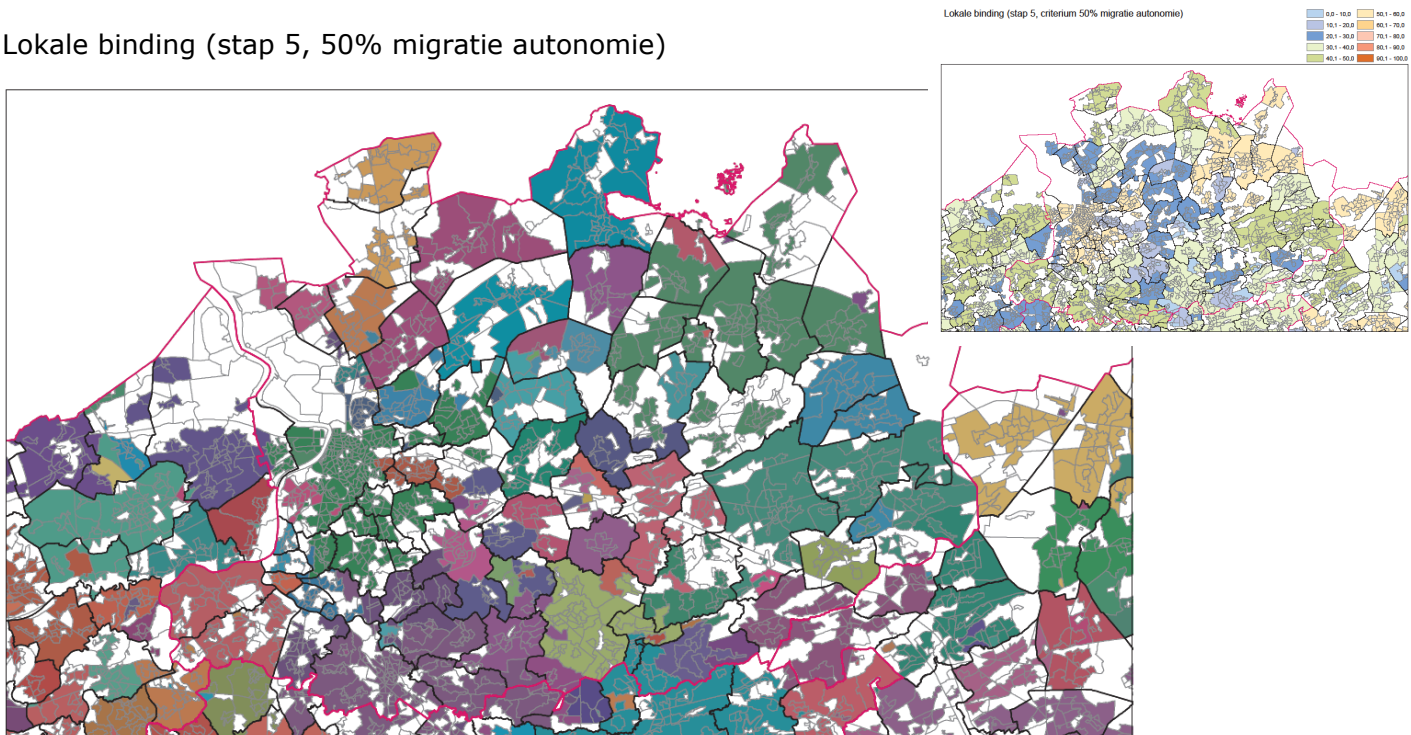 Lokale binding (stap 5, 50% migratie autonomie)
Lokale binding (stap 5, criterium 50% migratie autonomie)
0,0 - 10,0 50,1 - 60,0
10,1 - 20,0 60,1 - 70,0
20,1 - 30,0 70,1 - 80,0
30,1 - 40,0 80,1 - 90,0
40,1 - 50,0 90,1 - 100,0